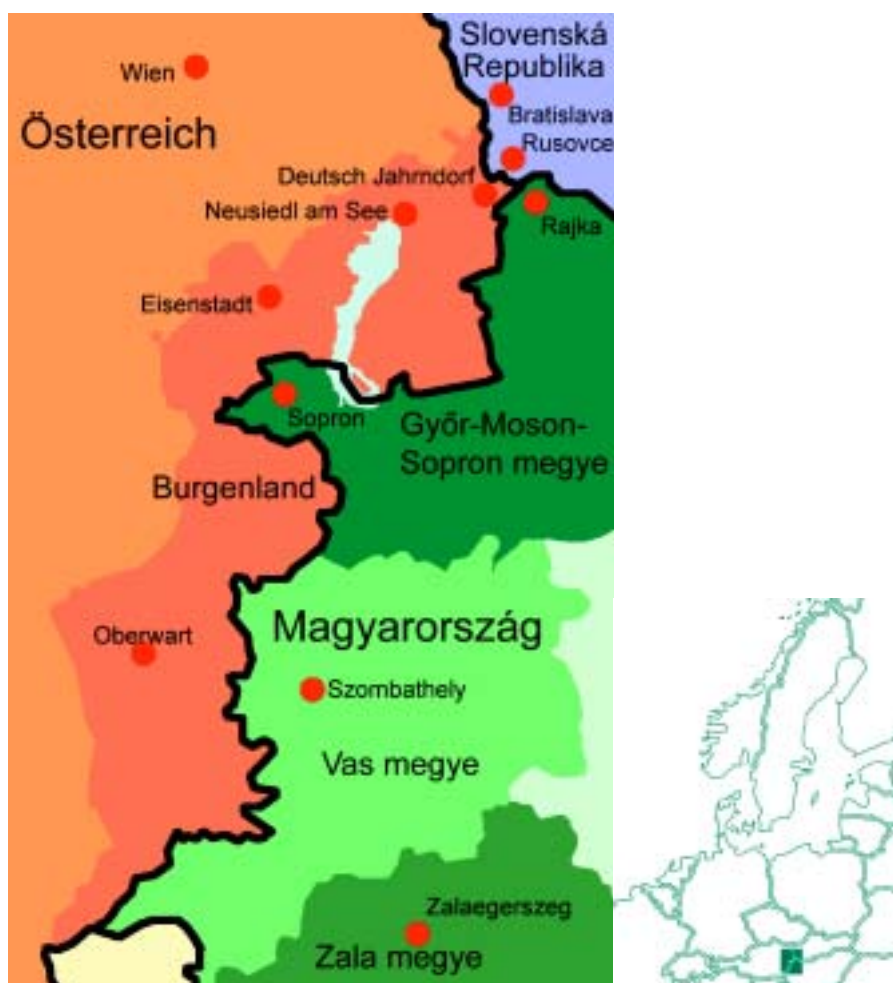 Slovenská
Republika
Wien
Bratislava
Österreich
Rusovce
Deutsch Jahrndorf
Neusiedl am See
Rajka
Eisenstadt
Sopron
Győr-Moson-
Sopron megye
Burgenland
Magyarország
Oberwart
Szombathely
Vas megye
Zalaegerszeg
Zala megye